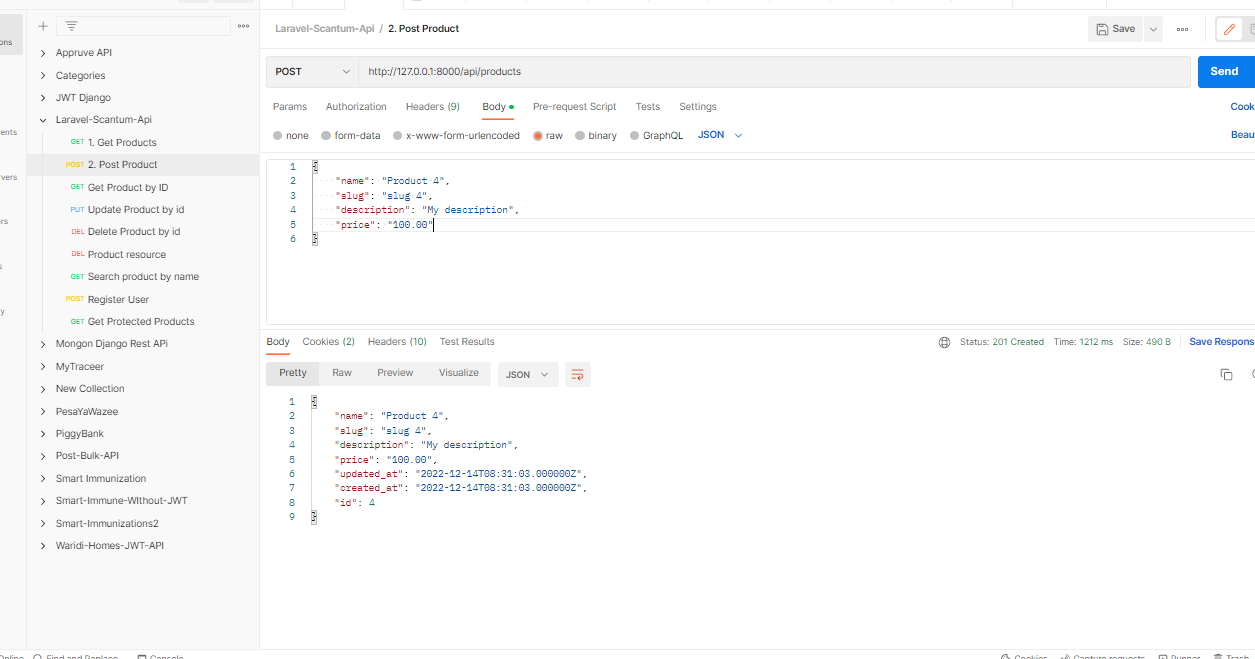 Laravel-Scantum-Api / 2. Post Product
Save
POST
http://127.0.0.1:8000/api/products
Send
Params Authorization Headers (9) Body Pre-request Script Tests Settings
none form-data x-www-form-urlencoded raw binary GraphQL JSON
1 {
2 "name": "Product 4",
3 "slug": "slug 4",
4 "description": "My description",
5 "price": "100.00"
6 }
Body Cookies (2) Headers (10) Test Results
Status: 201 Created Time: 1212 ms Size: 490 B Save Respons
Pretty Raw Preview Visualize JSON
1 {
2 "name": "Product 4",
3 "slug": "slug 4",
4 "description": "My description",
5 "price": "100.00",
6 "updated_at": "2022-12-14T08:31:03.000000Z",
7 "created_at": "2022-12-14T08:31:03.000000Z",
8 "id": 4
9 }
Appruve API
Categories
JWT Django
Laravel-Scantum-Api
GET 1. Get Products
POST 2. Post Product
GET Get Product by ID
PUT Update Product by id
DEL Delete Product by id
DEL Product resource
GET Search product by name
POST Register User
GET Get Protected Products
Mongon Django Rest APi
MyTraceer
New Collection
PesaYaWazee
PiggyBank
Post-Bulk-API
Smart Immunization
Smart-Immune-WIthout-JWT
Smart-Immunizations2
Waridi-Homes-JWT-API
Online Find and Replace Console
Cookies Capture requests Runner Trash